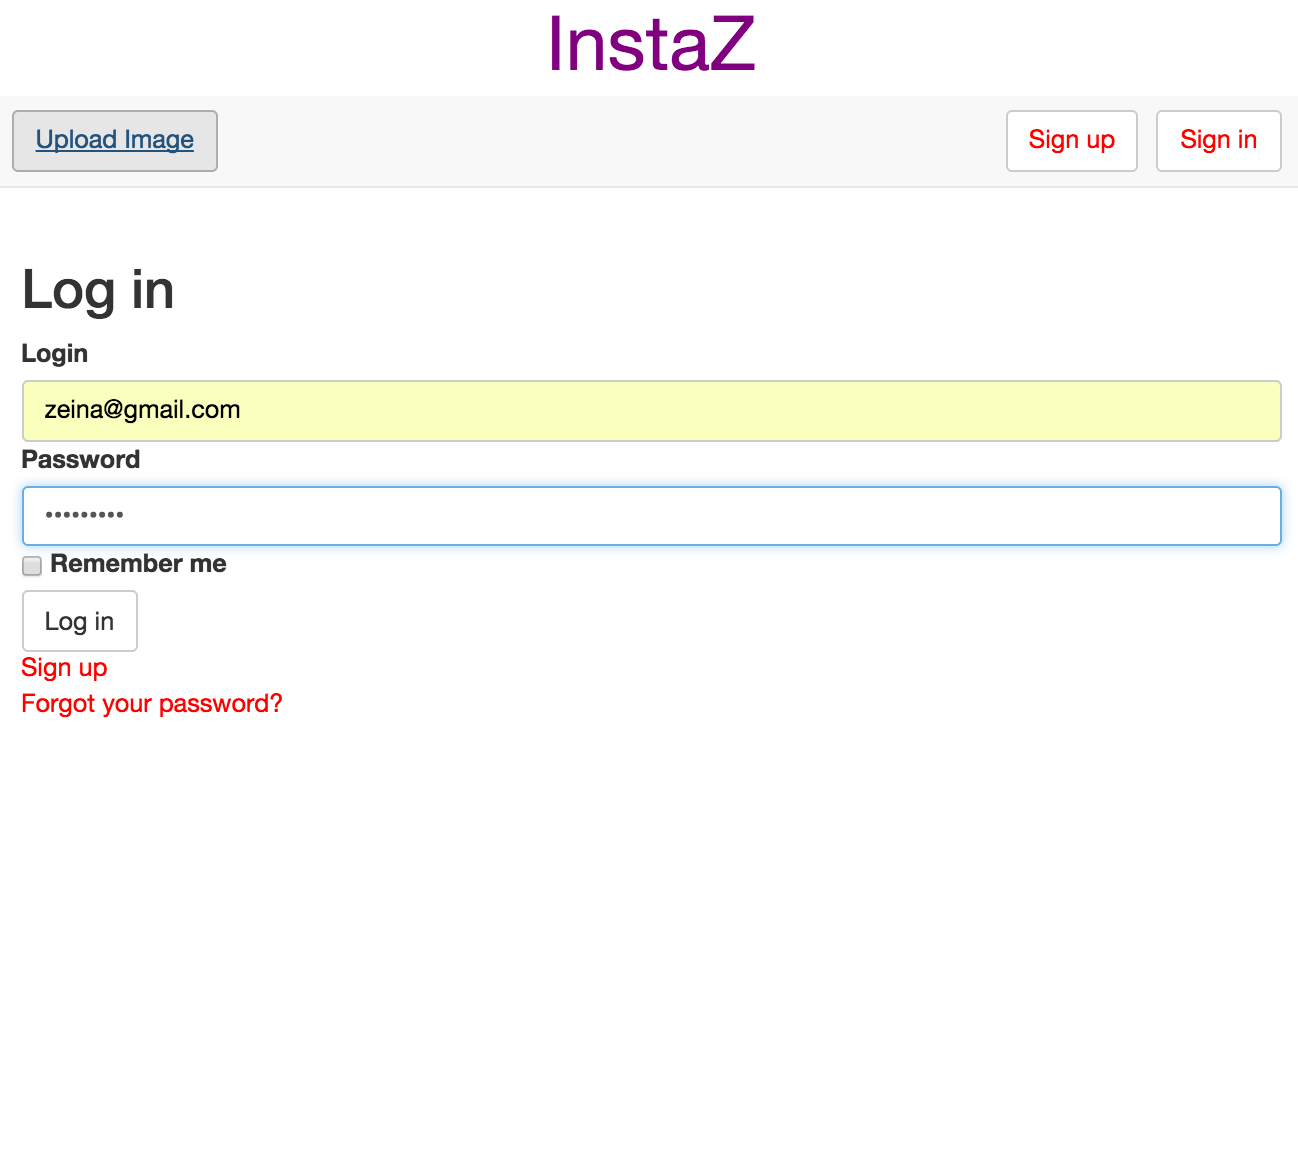 InstaZ
Upload Image Sign up Sign in
Log in
Login
zeina@gmail.com
Password
•••••••••
Remember me
Log in
Sign up
Forgot your password?